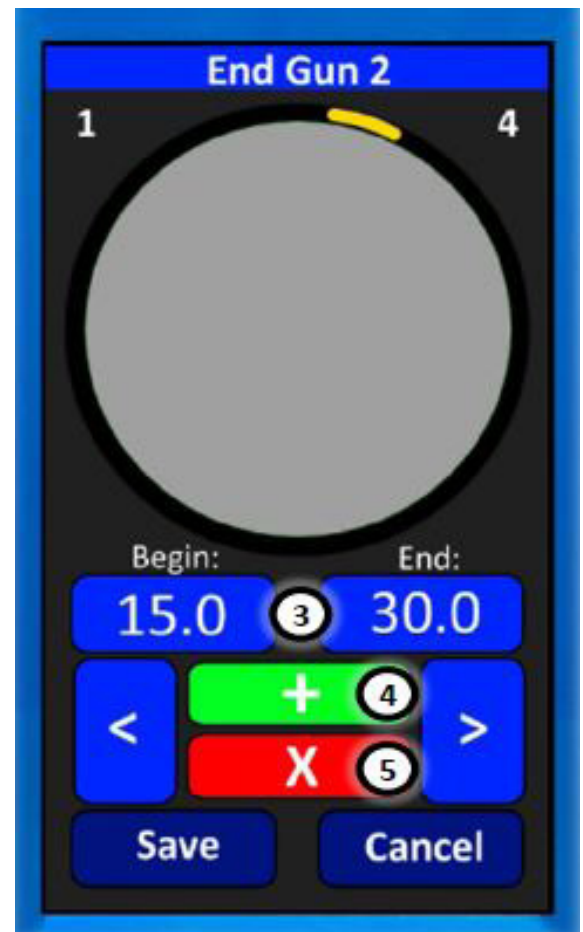 End Gun 2
1 4
Begin: End:
15.0 3 30.0
+ 4
< >
X 5
Save Cancel